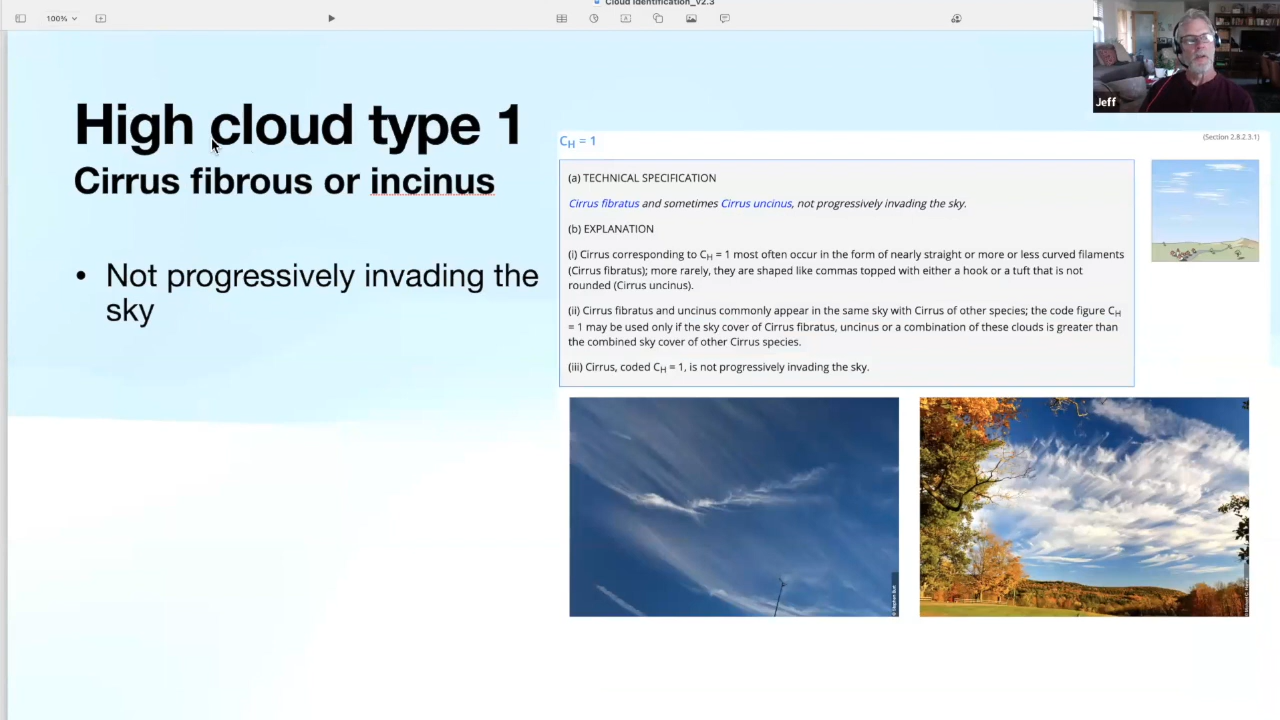 Cloud Identification_v2.3
100%
Jeff
High cloud type 1
Cirrus fibrous or incinus
• Not progressively invading the
sky
CH = 1
(Section 2.8.2.3.1)
(a) TECHNICAL SPECIFICATION
Cirrus fibratus and sometimes Cirrus uncinus, not progressively invading the sky.
(b) EXPLANATION
(i) Cirrus corresponding to CH = 1 most often occur in the form of nearly straight or more or less curved filaments
(Cirrus fibratus); more rarely, they are shaped like commas topped with either a hook or a tuft that is not
rounded (Cirrus uncinus).
(ii) Cirrus fibratus and uncinus commonly appear in the same sky with Cirrus of other species; the code figure CH
= 1 may be used only if the sky cover of Cirrus fibratus, uncinus or a combination of these clouds is greater than
the combined sky cover of other Cirrus species.
(iii) Cirrus, coded CH = 1, is not progressively invading the sky.